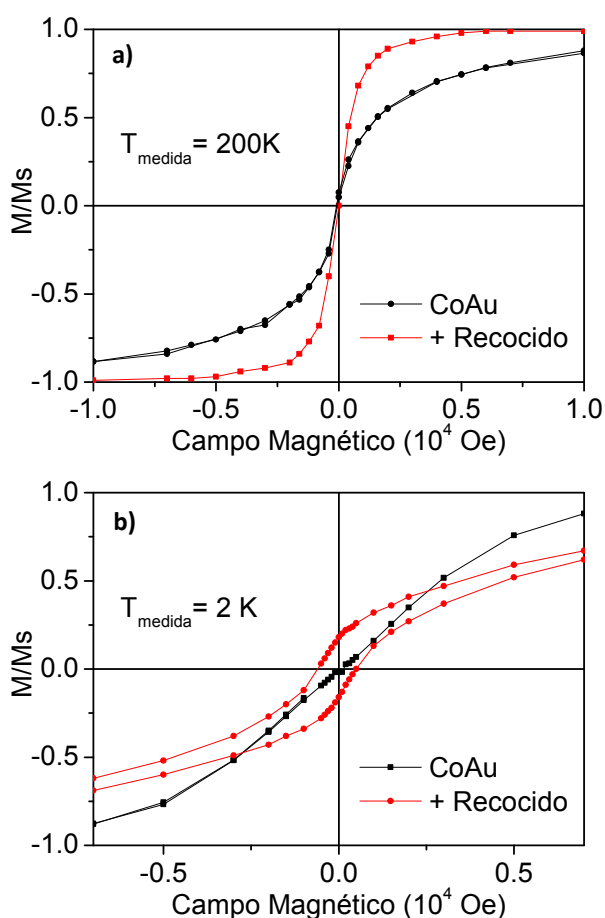 1.0
a)
0.5
T_medida = 200K
M/Ms
0.0
-0.5
CoAu
+ Recocido
-1.0
-1.0 -0.5 0.0 0.5 1.0
Campo Magnético (10^4 Oe)
1.0
b)
0.5
T_medida = 2 K
M/Ms
0.0
-0.5
CoAu
+ Recocido
-1.0
-0.5 0.0 0.5
Campo Magnético (10^4 Oe)